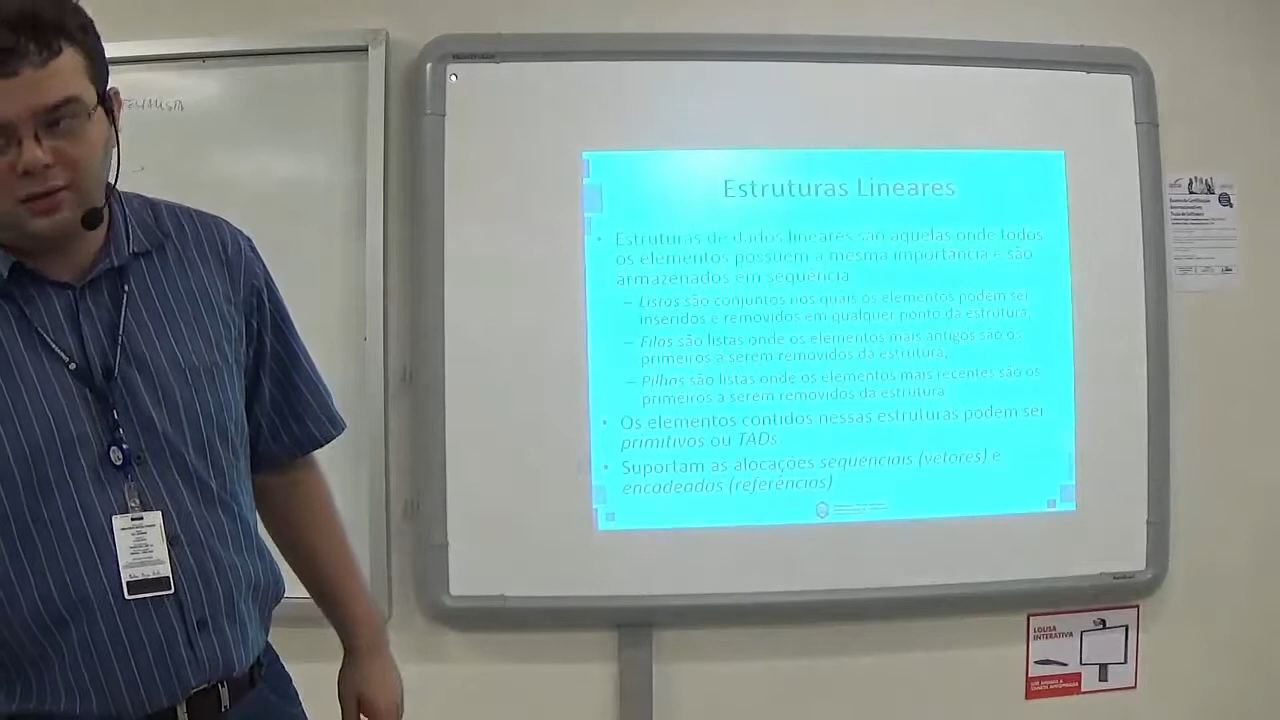 Estruturas Lineares
• Estruturas de dados lineares são aquelas onde todos
os elementos possuem a mesma importância e são
armazenados em sequência
– Listas são conjuntos nos quais os elementos podem ser
inseridos e removidos em qualquer ponto da estrutura;
– Filas são listas onde os elementos mais antigos são os
primeiros a serem removidos da estrutura;
– Pilhas são listas onde os elementos mais recentes são os
primeiros a serem removidos da estrutura
• Os elementos contidos nessas estruturas podem ser
primitivos ou TADs
• Suportam as alocações sequenciais (vetores) e
encadeadas (referências)
LOUSA
INTERATIVA